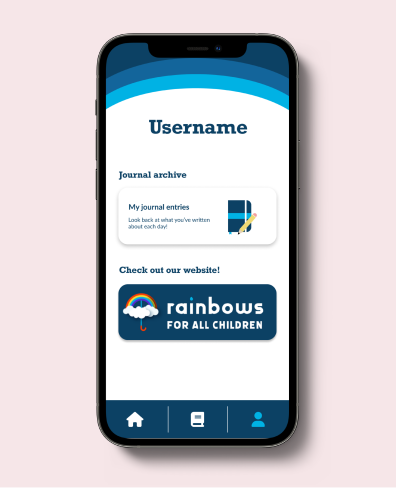 Username
Journal archive
My journal entries
Look back at what you've written
about each day!
Check out our website!
rainbows
FOR ALL CHILDREN